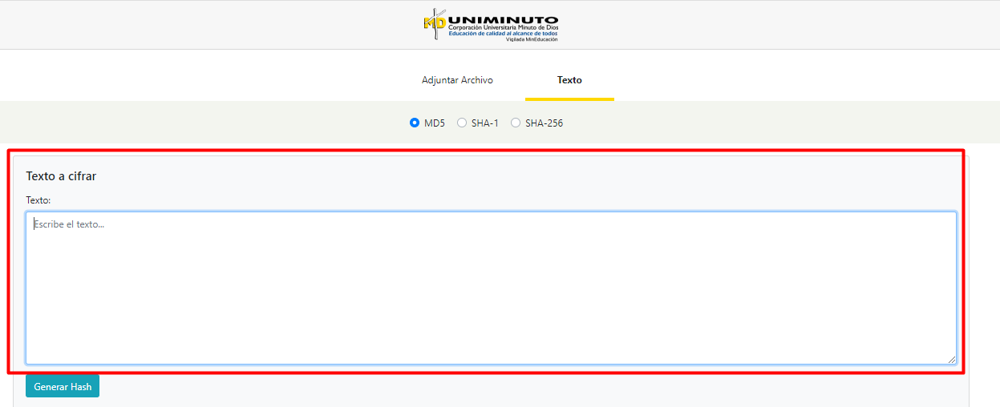 MD UNIMINUTO
Corporación Universitaria Minuto de Dios
Educación de calidad al alcance de todos
Vigilada MinEducación
Adjuntar Archivo Texto
MD5 SHA-1 SHA-256
Texto a cifrar
Texto:
Escribe el texto...
Generar Hash